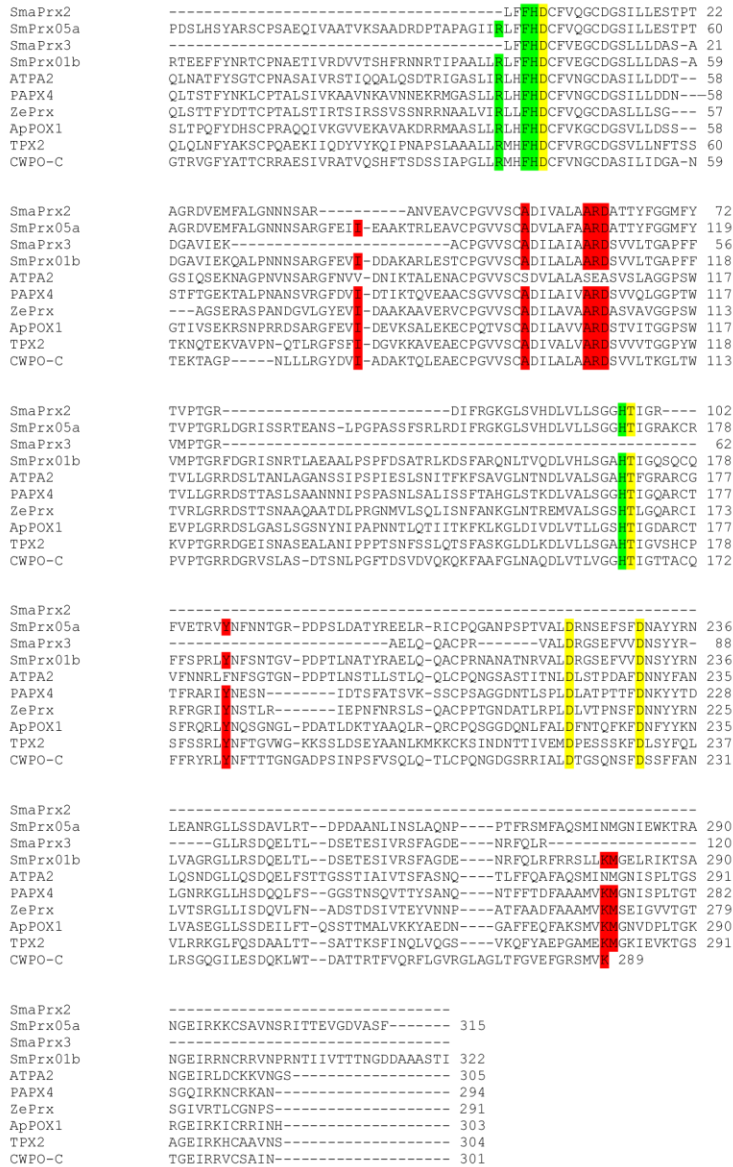 SmaPrx2 ---------------------------------------LFFHDCFVQGCDGSILLESTPT 22
SmPrx05a PDSLHSYARSCPSAEQIVAATVKSAADRDPTAPAGIIRLFFHDCFVQGCDGSILLESTPT 60
SmaPrx3 ---------------------------------------LFFHDCFVEGCDGSVLLDAS-A 21
SmPrx01b RTEEFFYNRTCPNAETIVRDVVTSHFRNNRTIPAALLRLFFHDCFVEGCDGSLLLDAS-A 59
ATPA2 QLNATFYSGTCPNASAIVRSTIQQALQSDTRIGASLIRLHFHDCFVNGCDASILLDDT-- 58
PAPX4 QLTSTFYNKLCPTALSIVKAAVNKAVNNEKRMGASLLRLHFHDCFVNGCDGSILLDDN---58
ZePrx QLSTTFYDTTCPTALSTIRTSIRSSVSSNRRNAALVIRLLFHDCFVQGCDASLLLSG--- 57
ApPOX1 SLTPQFYDHSCPRAQQIVKGVVEKAVAKDRRMAASLLRLHFHDCFVKGCDGSVLLDSS-- 58
TPX2 QLQLNFYAKSCPQAEKIIQDYVYKQIPNAPSLAAALLRMHFHDCFVRGCDGSVLLNFTSS 60
CWPO-C GTRVGFYATTCRRAESIVRATVQSHFTSDSSIAPGLLRMHFHDCFVNGCDASILIDGA-N 59
SmaPrx2 AGRDVEMFALGNNNSAR----------ANVEAVCPGVVSCADIVALAARDATTYFGGMFY 72
SmPrx05a AGRDVEMFALGNNNSARGFEII-EAAKTRLEAVCPGVVSCADVLAFAARDATTYFGGMFY 119
SmaPrx3 DGAVIEK-------------------------ACPGVVSCADILAIAARDSVVLTGAPFF 56
SmPrx01b DGAVIEKQALPNNNSARGFEVI-DDAKARLESTCPGVVSCADILALAARDSVVLTGAPFF 118
ATPA2 GSIQSEKNAGPNVNSARGFNVV-DNIKTALENACPGVVSCSDVLALASEASVSLAGGPSW 117
PAPX4 STFTGEKTALPNANSVRGFDVI-DTIKTQVEAACSGVVSCADILAIVARDSVVQLGGPTW 117
ZePrx ---AGSERASPANDGVLGYEVI-DAAKAAVERVCPGVVSCADILAVAARDASVAVGGPSW 113
ApPOX1 GTIVSEKRSNPRRDSARGFEVI-DEVKSALEKECPQTVSCADILAVVARDSTVITGGPSW 117
TPX2 TKNQTEKVAVPN-QTLRGFSFI-DGVKKAVEAECPGVVSCADIVALVARDSVVVTGGPYW 118
CWPO-C TEKTAGP-----NLLLRGYDVI-ADAKTQLEAECPGVVSCADILALAARDSVVLTKGLTW 113
SmaPrx2 TVPTGR--------------------------DIFRGKGLSVHDLVLLSGGHTIGR---- 102
SmPrx05a TVPTGRLDGRISSRTEANS-LPGPASSFSRLRDIFRGKGLSVHDLVLLSGGHTIGRAKCR 178
SmaPrx3 VMPTGR------------------------------------------------------ 62
SmPrx01b VMPTGRFDGRISNRTLAEAALPSPFDSATRLKDSFARQNLTVQDLVHLSGAHTIGQSQCQ 178
ATPA2 TVLLGRRDSLTANLAGANSSIPSPIESLSNITFKFSAVGLNTNDLVALSGAHTFGRARCG 177
PAPX4 TVLLGRRDSTTASLSAANNNIPSPASNLSALISSFTAHGLSTKDLVALSGGHTIGQARCT 177
ZePrx TVRLGRRDSTTSNAAQAATDLPRGNMVLSQLISNFANKGLNTREMVALSGSHTLGQARCI 173
ApPOX1 EVPLGRRDSLGASLSGSNYNIPAPNNTLQTIITKFKLKGLDIVDLVTLLGSHTIGDARCT 177
TPX2 KVPTGRRDGEISNASEALANIPPPTSNFSSLQTSFASKGLDLKDLVLLSGAHTIGVSHCP 178
CWPO-C PVPTGRRDGRVSLAS-DTSNLPGFTDSVDVQKQKFAAFGLNAQDLVTLVGGHTIGTTACQ 172
SmaPrx2 ------------------------------------------------------------
SmPrx05a FVETRVYNFNNTGR-PDPSLDATYREELR-RICPQGANPSPTVALDRNSEFSFDNAYYRN 236
SmaPrx3 -------------------------AELQ-QACPR------VALDRGSEFVVDNSYYR- 88
SmPrx01b FFSPRLYNFSNTGV-PDPTLNATYRAELQ-QACPRNANATNRVALDRGSEFVVDNSYYRN 236
ATPA2 VFNNRLFNFSGTGNPDPTLNSTLLSTLQ-QLCPQNGSASTITNLDLSTPDAFDNNYFAN 235
PAPX4 TFRARIYNESN------IDTSFATSVK-SSCPSAGGDNTLSPLDLATPTTFDNKYYTD 228
ZePrx RFRGRIYNSTLR------IEPNFNRSLS-QACPPTGNDATLRPLDLVTPNSFDNNYYRN 225
ApPOX1 SFRQRLYNQSGNGL-PDATLDKTYAAQLR-QRCPQSGGDQNLFALDFNTQFKFDNFYYKN 235
TPX2 SFSSRLYNFTGVWG-KKSSLDSEYAANLKMKKCKSINDNTTIVEMDPESSSKFDLSYFQL 237
CWPO-C FFRYRLYNFTTTGNGADPSINPSFVSQLQ-TLCPQNGDGSRRIALDTGSQNSFDSSFFAN 231
SmaPrx2 ------------------------------------------------------------
SmPrx05a LEANRGLLSSDAVLRT--DPDAANLINSLAQNP----PTFRSMFAQSMINMGNIEWKTRA 290
SmaPrx3 -----GLLRSDQELTL--DSETESIVRSFAGDE----NRFQLR----------------- 120
SmPrx01b LVAGRGLLRSDQELTL--DSETESIVRSFAGDE----NRFQLRFRRSLLKMGELRIKTSA 290
ATPA2 LQSNDGLLQSDQELFSTTGSSTIAIVTSFASNQ----TLFFQAFAQSMINMGNISPLTGS 291
PAPX4 LGNRKGLLHSDQQLFS--GGSTNSQVTTYSANQ----NTFFTDFAAAMVKMGNISPLTGT 282
ZePrx LVTSRGLLISDQVLFN--ADSTDSIVTEYVNNP----ATFAADFAAAMVKMSEIGVVTGT 279
ApPOX1 LVASEGLLSSDEILFT-QSSTTMALVKKYAEDN----GAFFEQFAKSMVKMGNVDPLTGK 290
TPX2 VLRRKGLFQSDAALTT--SATTKSFINQLVQGS----VKQFYAEPGAMEKMGKIEVKTGS 291
CWPO-C LRSGQGILESDQKLWT--DATTRTFVQRFLGVRGLAGLTFGVEFGRSMVK 289
SmaPrx2 --------------------------------
SmPrx05a NGEIRKKCSAVNSRITTEVGDVASF------- 315
SmaPrx3 --------------------------------
SmPrx01b NGEIRRNCRRVNPRNTIIVTTTNGDDAAASTI 322
ATPA2 NGEIRLDCKKVNGS------------------ 305
PAPX4 SGQIRKNCRKAN-------------------- 294
ZePrx SGIVRTLCGNPS-------------------- 291
ApPOX1 RGEIRKICRRINH------------------- 303
TPX2 AGEIRKHCAAVNS------------------- 304
CWPO-C TGEIRRVCSAIN-------------------- 301